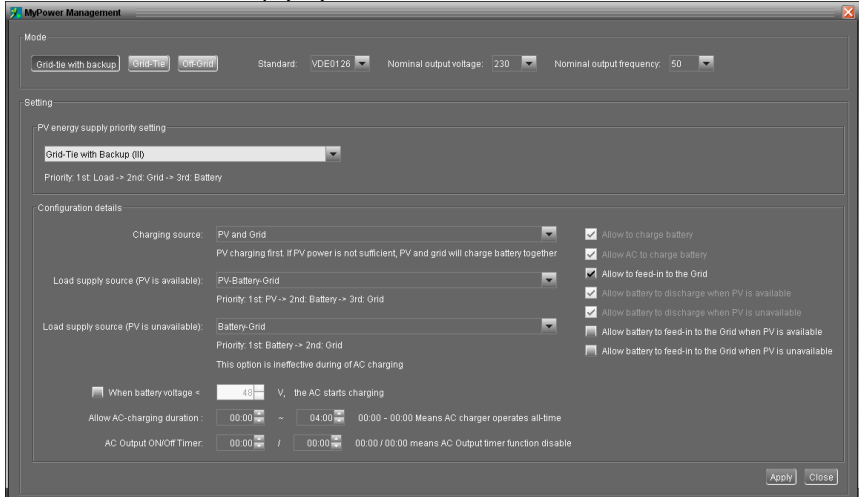 MyPower Management
Mode
Grid-tie with backup Grid-Tie Off-Grid Standard: VDE0126 Nominal output voltage: 230 Nominal output frequency: 50
Setting
PV energy supply priority setting
Grid-Tie with Backup (III)
Priority: 1st: Load -> 2nd: Grid -> 3rd: Battery
Configuration details
Charging source: PV and Grid
PV charging first. If PV power is not sufficient, PV and grid will charge battery together
Load supply source (PV is available): PV-Battery-Grid
Priority: 1st: PV -> 2nd: Battery -> 3rd: Grid
Load supply source (PV is unavailable): Battery-Grid
Priority: 1st: Battery -> 2nd: Grid
This option is ineffective during of AC charging
When battery voltage < 48 V, the AC starts charging
Allow AC-charging duration : 00:00 ~ 04:00 00:00 - 00:00 Means AC charger operates all-time
AC Output ON/Off Timer: 00:00 / 00:00 00:00 / 00:00 means AC Output timer function disable
Allow to charge battery
Allow AC to charge battery
Allow to feed-in to the Grid
Allow battery to discharge when PV is available
Allow battery to discharge when PV is unavailable
Allow battery to feed-in to the Grid when PV is available
Allow battery to feed-in to the Grid when PV is unavailable
Apply Close